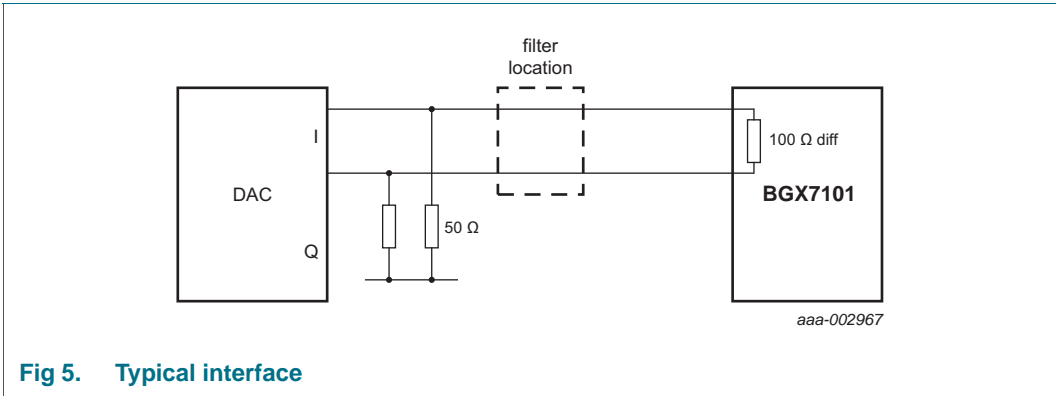 filter
location
I
100 Ω diff
DAC
BGX7101
50 Ω
Q
aaa-002967
Fig 5. Typical interface